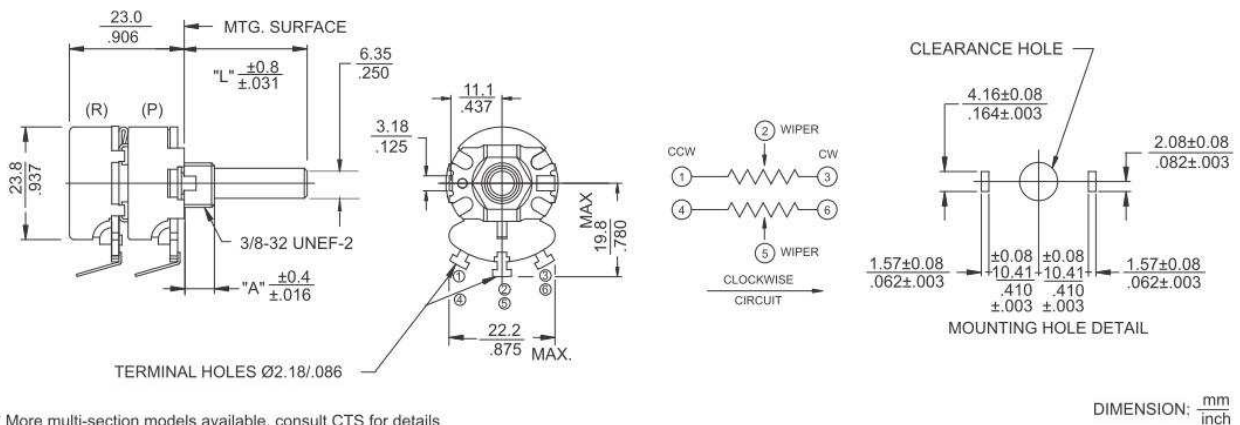 23.0
.906
MTG. SURFACE
"L" ±0.8
±.031
6.35
.250
(R) (P)
23.8
.937
3/8-32 UNEF-2
"A" ±0.4
±.016
11.1
.437
3.18
.125
MAX
19.8
.780
① ② ③
④ ⑤ ⑥
22.2
.875 MAX.
TERMINAL HOLES Ø2.18/.086
② WIPER
CCW CW
① ③
④ ⑥
⑤ WIPER
CLOCKWISE
CIRCUIT
CLEARANCE HOLE
4.16±0.08
.164±.003
2.08±0.08
.082±.003
1.57±0.08
.062±.003
±0.08
10.41
.410
±.003
±0.08
10.41
.410
±.003
1.57±0.08
.062±.003
MOUNTING HOLE DETAIL
More multi-section models available, consult CTS for details
DIMENSION: mm
inch